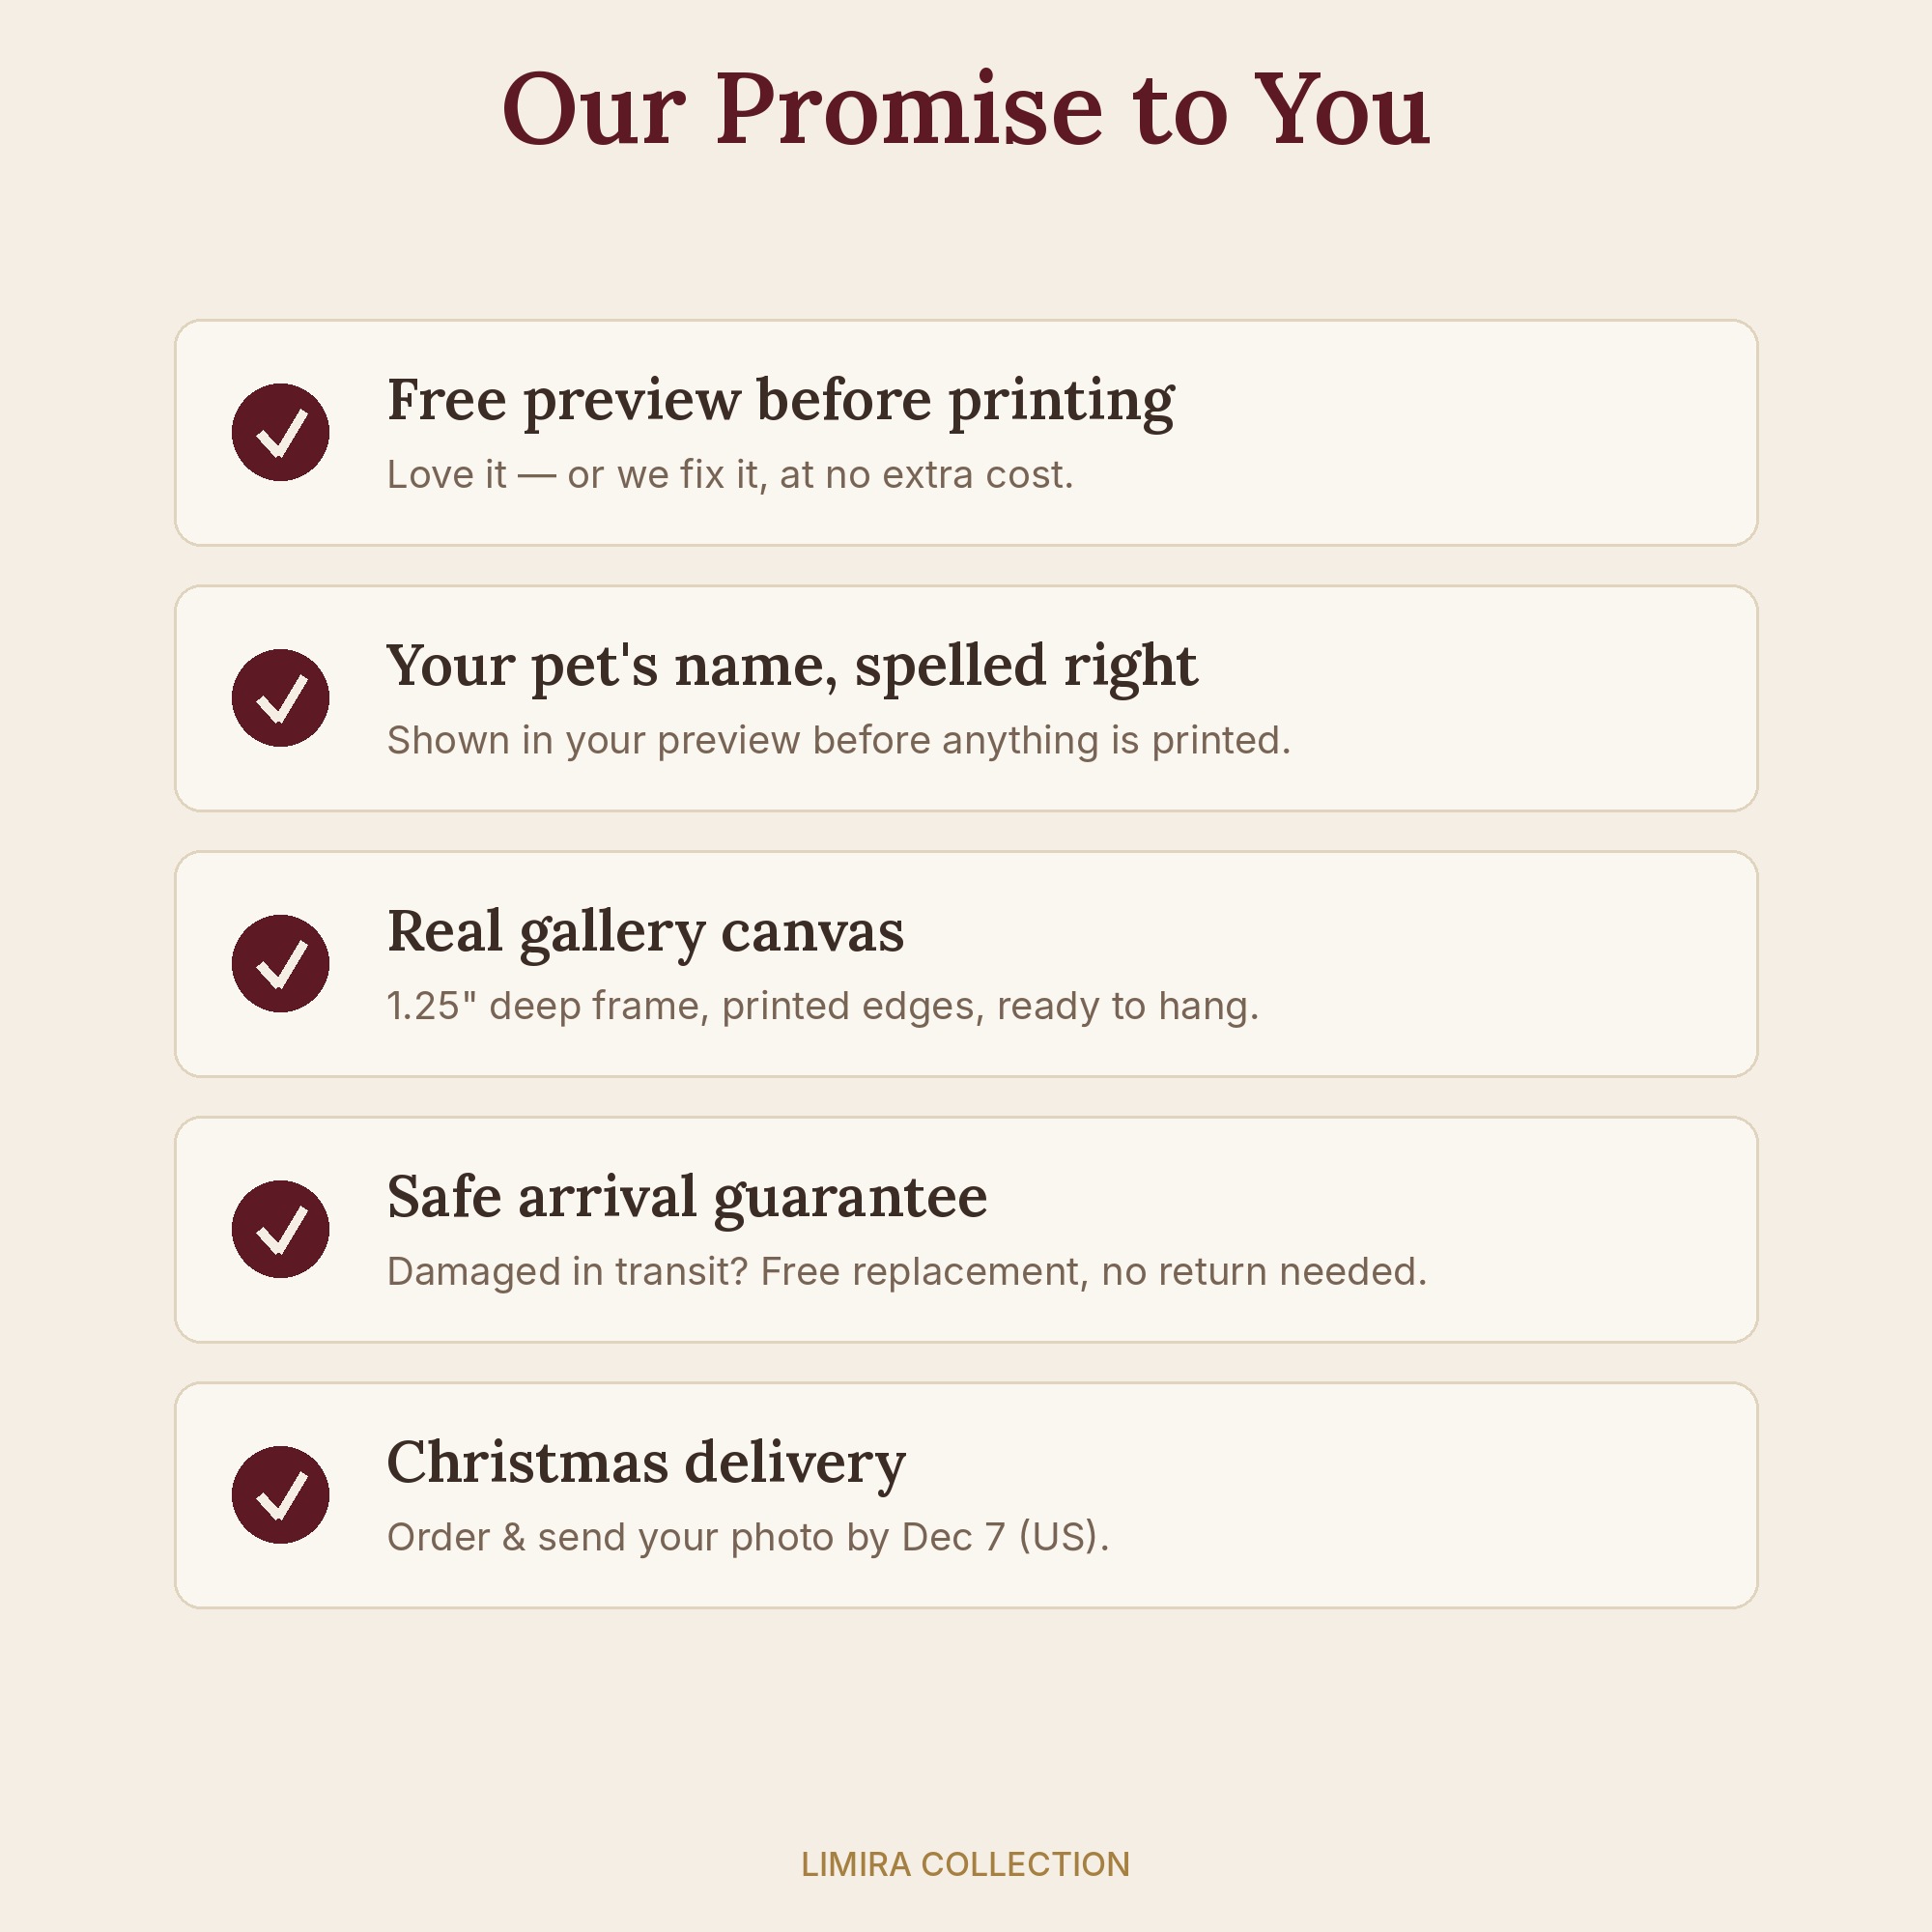 Our Promise to You
Free preview before printing
Love it — or we fix it, at no extra cost.
Your pet's name, spelled right
Shown in your preview before anything is printed.
Real gallery canvas
1.25" deep frame, printed edges, ready to hang.
Safe arrival guarantee
Damaged in transit? Free replacement, no return needed.
Christmas delivery
Order & send your photo by Dec 7 (US).
LIMIRA COLLECTION